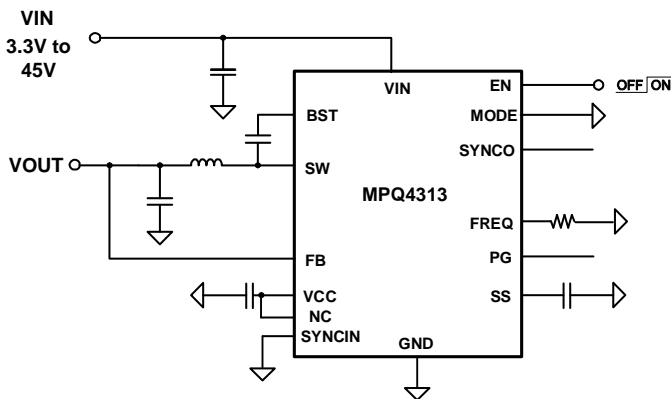 VIN
3.3V to
45V
VIN
EN
OFF ON
BST
MODE
SYNCO
VOUT
SW
MPQ4313
FREQ
FB
PG
VCC
SS
NC
SYNCIN
GND